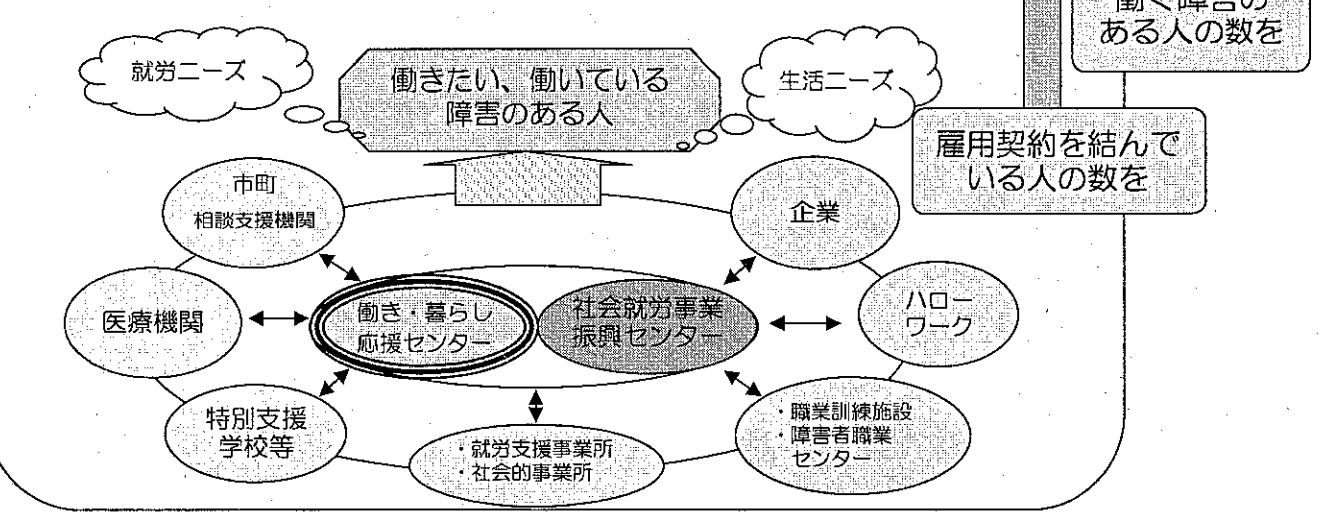 働く障害の
ある人の数を
就労ニーズ
働きたい、働いている
障害のある人
生活ニーズ
雇用契約を結んで
いる人の数を
市町
相談支援機関
企業
医療機関
働き・暮らし
応援センター
社会就労事業
振興センター
ハロー
ワーク
特別支援
学校等
・就労支援事業所
・社会的事業所
・職業訓練施設
・障害者職業
センター